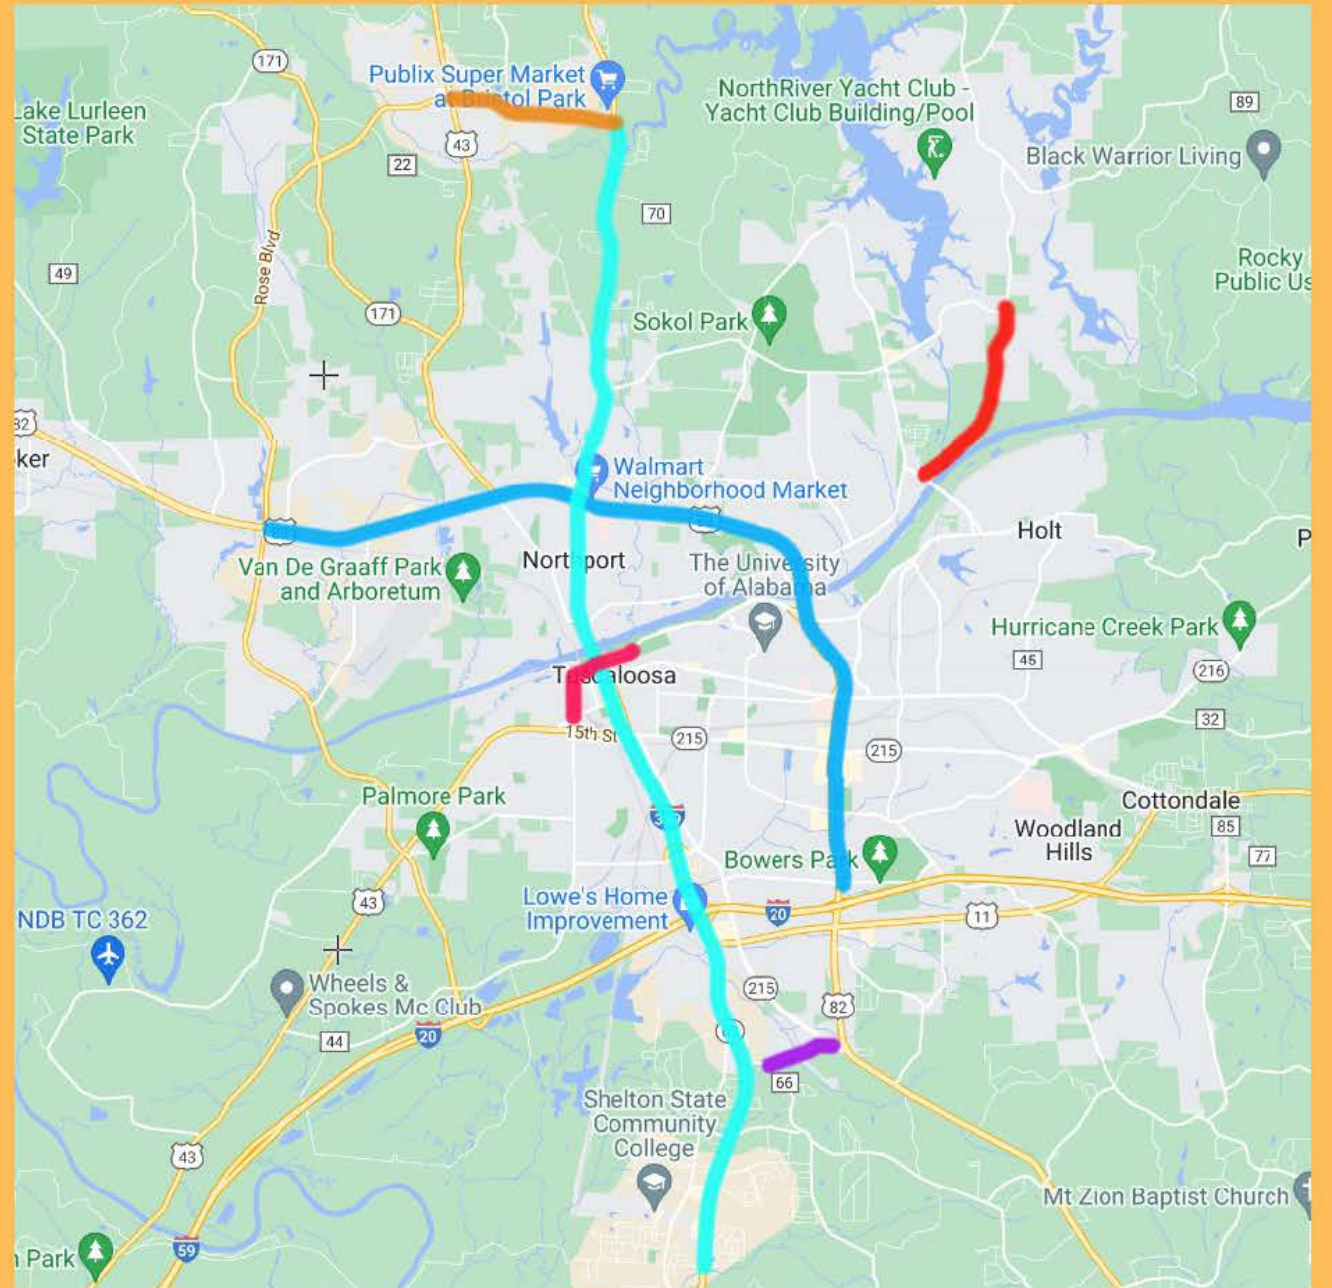 171
Publix Super Market
at Bristol Park
NorthRiver Yacht Club -
Yacht Club Building/Pool
89
Lake Lurleen
State Park
43
22
Black Warrior Living
70
Rose Blvd
49
Rocky
Public Us
171
Sokol Park
82
ker
Walmart
Neighborhood Market
Holt
P
Northport
The University
of Alabama
Van De Graaff Park
and Arboretum
Hurricane Creek Park
45
216
Tuscaloosa
32
15th St
215
215
Palmore Park
Cottondale
85
Woodland
Hills
77
Bowers Park
43
Lowe's Home
Improvement
20
11
NDB TC 362
Wheels &
Spokes Mc Club
215
82
44
20
66
Shelton State
Community
College
43
Mt Zion Baptist Church
59
n Park